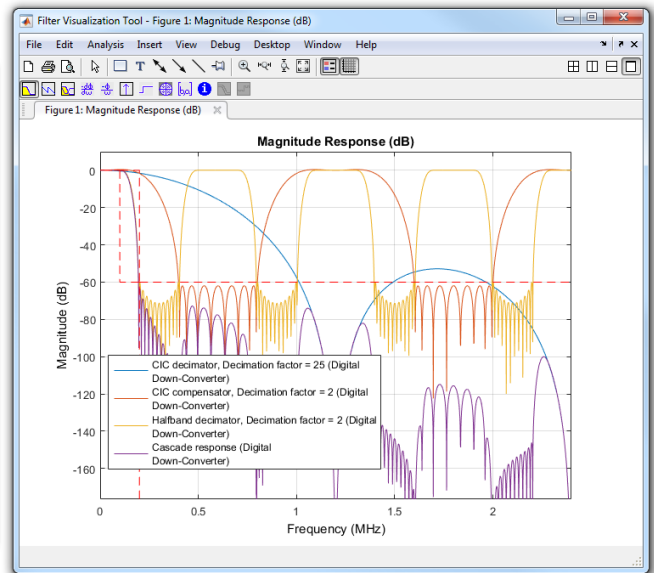 Filter Visualization Tool - Figure 1: Magnitude Response (dB)
File Edit Analysis Insert View Debug Desktop Window Help
Figure 1: Magnitude Response (dB)
Magnitude Response (dB)
0
-20
-40
-60
-80
-100
-120
-140
-160
Magnitude (dB)
CIC decimator, Decimation factor = 25 (Digital
Down-Converter)
CIC compensator, Decimation factor = 2 (Digital
Down-Converter)
Halfband decimator, Decimation factor = 2 (Digital
Down-Converter)
Cascade response (Digital
Down-Converter)
0 0.5 1 1.5 2
Frequency (MHz)